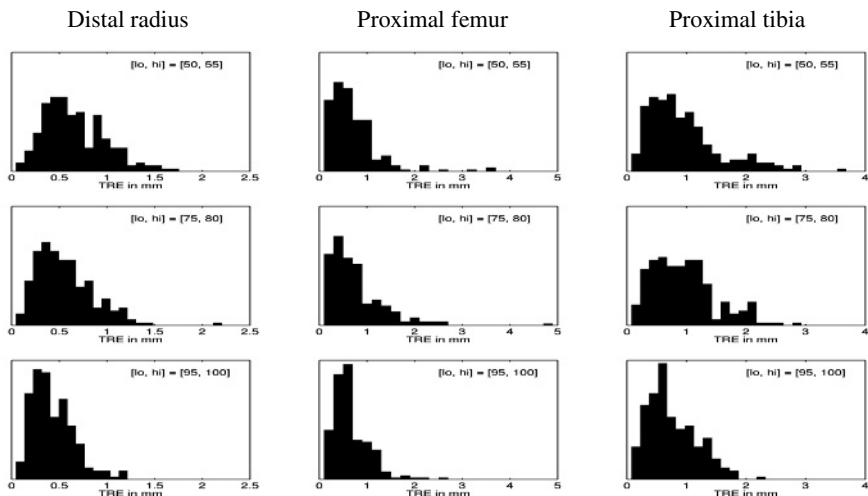 Distal radius Proximal femur Proximal tibia
[lo, hi] = [50, 55] [lo, hi] = [50, 55] [lo, hi] = [50, 55]
0 0.5 1 1.5 2 2.5 0 1 2 3 4 5 0 1 2 3 4
TRE in mm TRE in mm TRE in mm
[lo, hi] = [75, 80] [lo, hi] = [75, 80] [lo, hi] = [75, 80]
0 0.5 1 1.5 2 2.5 0 1 2 3 4 5 0 1 2 3 4
TRE in mm TRE in mm TRE in mm
[lo, hi] = [95, 100] [lo, hi] = [95, 100] [lo, hi] = [95, 100]
0 0.5 1 1.5 2 2.5 0 1 2 3 4 5 0 1 2 3 4
TRE in mm TRE in mm TRE in mm